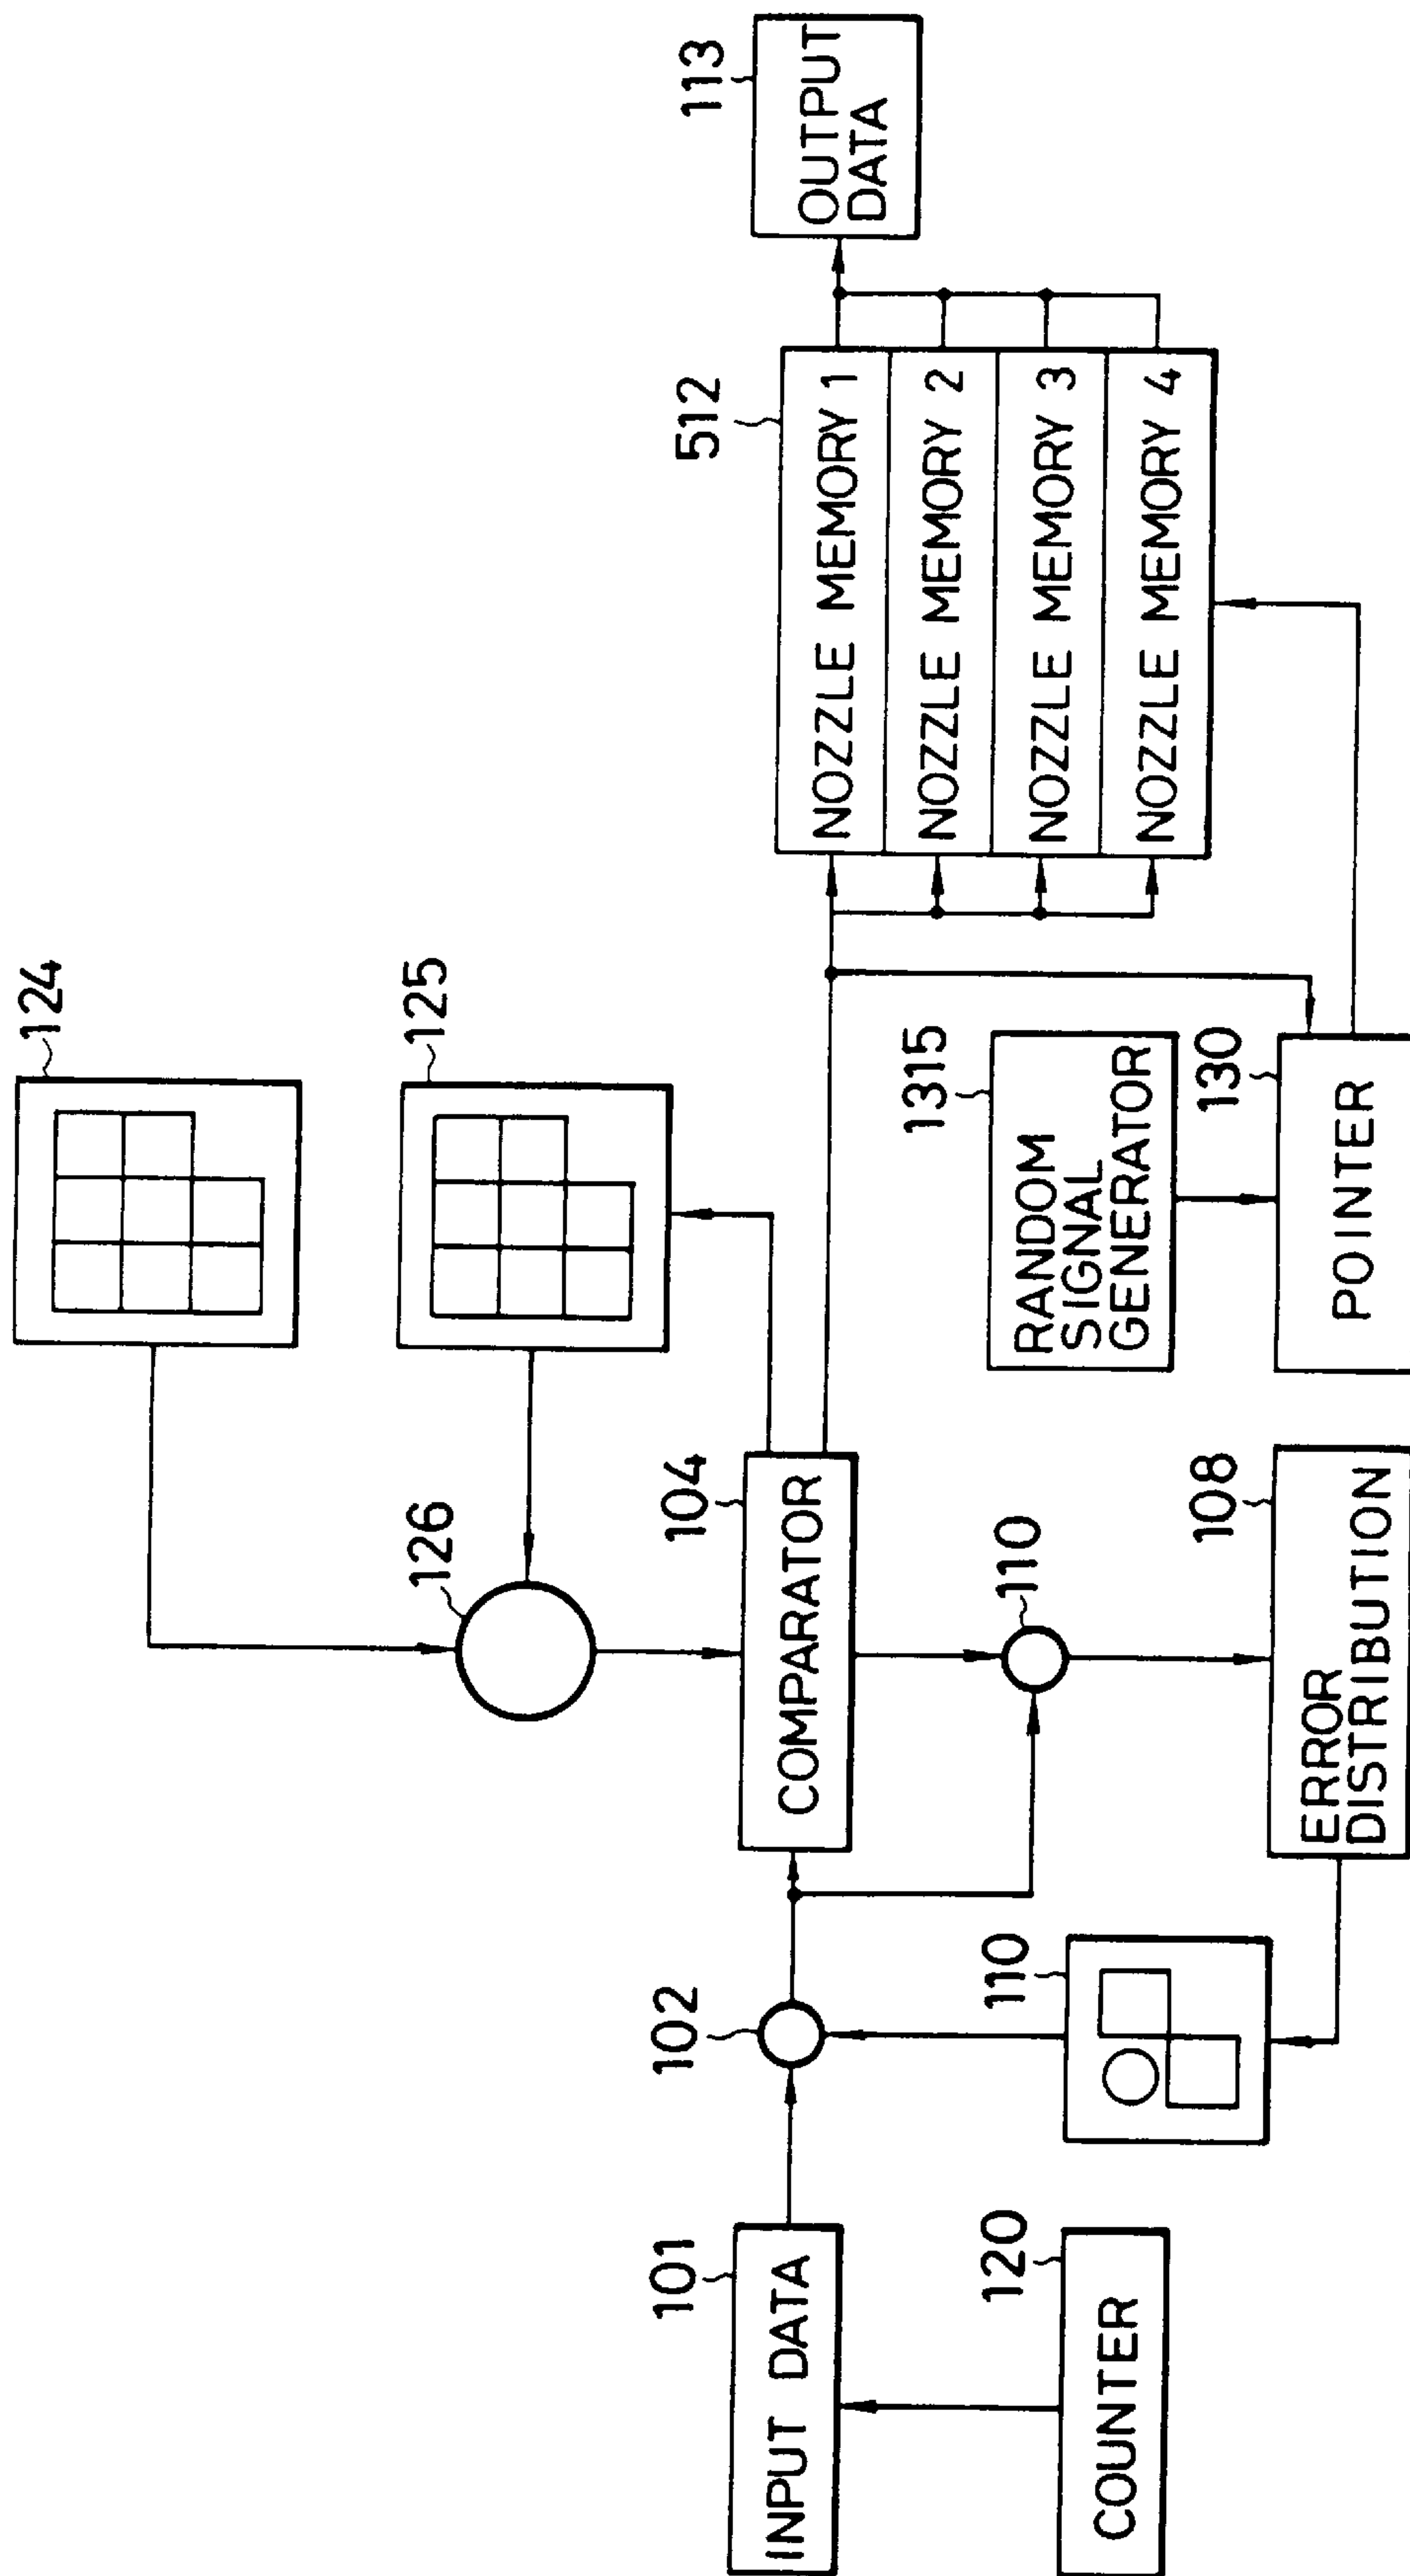 124
125
126
101
INPUT DATA
102
104
COMPARATOR
512
NOZZLE MEMORY 1
NOZZLE MEMORY 2
NOZZLE MEMORY 3
NOZZLE MEMORY 4
113
OUTPUT
DATA
120
COUNTER
110
110
108
ERROR
DISTRIBUTION
1315
RANDOM
SIGNAL
GENERATOR
130
POINTER